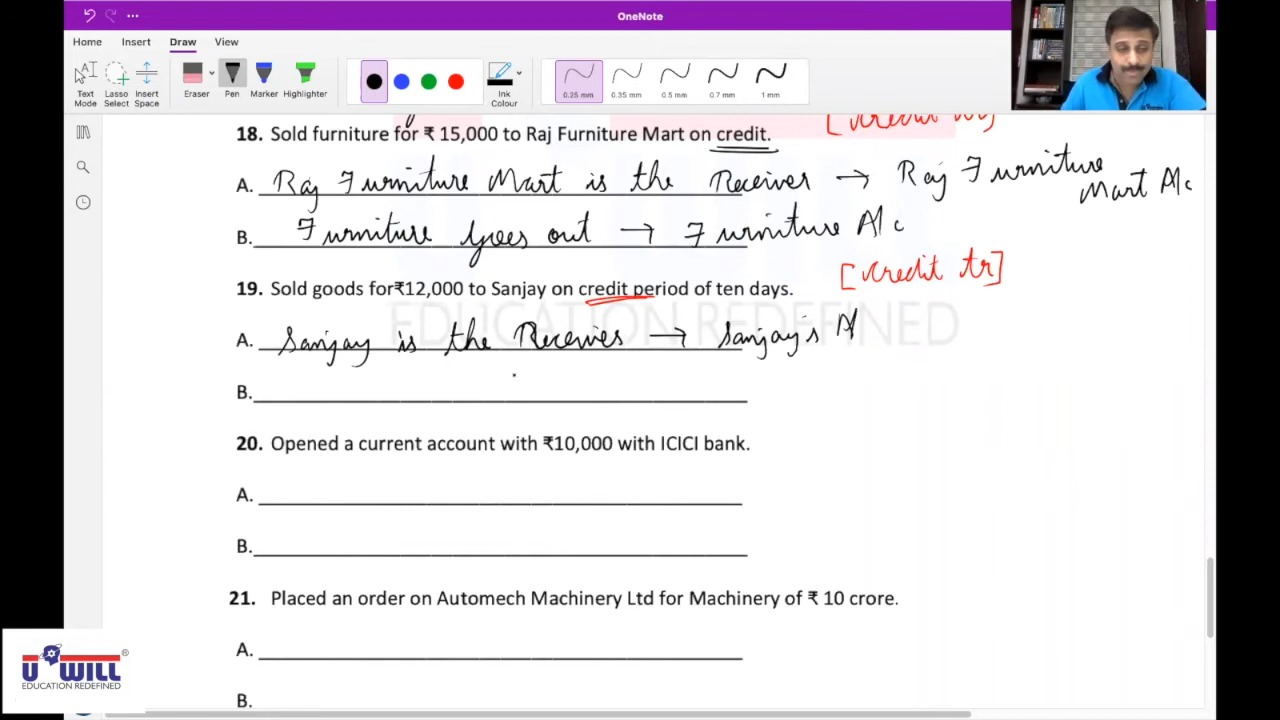 OneNote
Home Insert Draw View
Text Mode
Lasso Select
Insert Space
Eraser
Pen
Marker
Highlighter
Ink Colour
0.25 mm
0.35 mm
0.5 mm
0.7 mm
1 mm
18. Sold furniture for ₹ 15,000 to Raj Furniture Mart on credit.
A. Raj Furniture Mart is the Receiver → Raj Furniture Mart A/c
B. Furniture goes out → Furniture A/c
[credit tr]
19. Sold goods for₹12,000 to Sanjay on credit period of ten days.
EDUCATION REDEFINED
A. Sanjay is the Receiver → Sanjay's A/
B.
20. Opened a current account with ₹10,000 with ICICI bank.
A.
B.
21. Placed an order on Automech Machinery Ltd for Machinery of ₹ 10 crore.
A.
B.
U WILL
EDUCATION REDEFINED